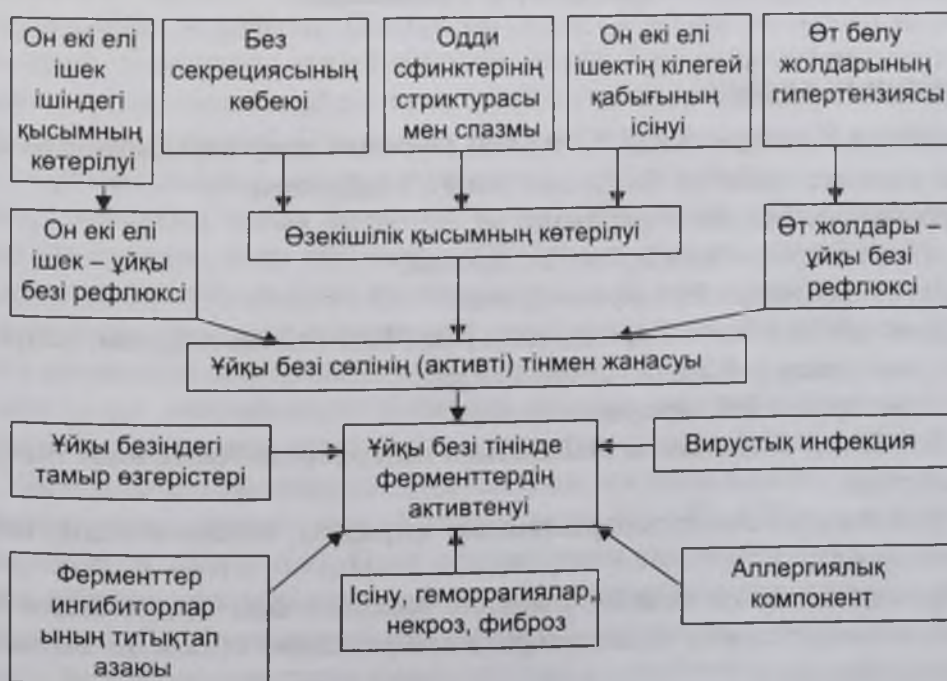 Он екі елі
ішек
ішіндегі
қысымның
көтерілуі
Без
секрециясының
көбеюі
Одди
сфинктерінің
стриктурасы
мен спазмы
Он екі елі
ішектің кілегей
қабығының
ісінуі
Өт бөлу
жолдарының
гипертензиясы
Он екі елі
ішек – ұйқы
безі рефлюксі
Өзекішілік қысымның көтерілуі
Өт жолдары –
ұйқы безі
рефлюксі
Ұйқы безі сөлінің (активті) тінмен жанасуы
Ұйқы безіндегі
тамыр өзгерістері
Ұйқы безі тінінде
ферменттердің
активтенуі
Вирустық инфекция
Ферменттер
ингибиторлар
ының титықтап
азаюы
Ісіну, геморрагиялар,
некроз, фиброз
Аллергиялық
компонент